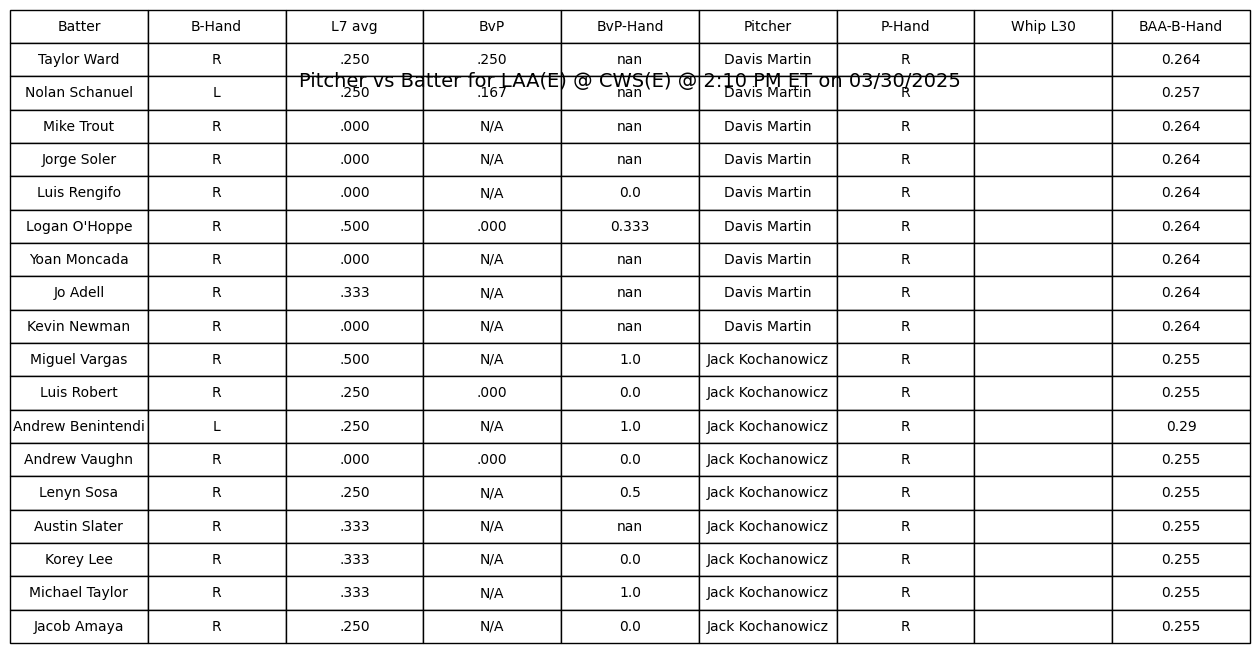 Batter B-Hand L7 avg BvP BvP-Hand Pitcher P-Hand Whip L30 BAA-B-Hand
Taylor Ward R .250 .250 nan Davis Martin R 0.264
Pitcher vs Batter for LAA(E) @ CWS(E) @ 2:10 PM ET on 03/30/2025
Nolan Schanuel L .250 .167 nan Davis Martin R 0.257
Mike Trout R .000 N/A nan Davis Martin R 0.264
Jorge Soler R .000 N/A nan Davis Martin R 0.264
Luis Rengifo R .000 N/A 0.0 Davis Martin R 0.264
Logan O'Hoppe R .500 .000 0.333 Davis Martin R 0.264
Yoan Moncada R .000 N/A nan Davis Martin R 0.264
Jo Adell R .333 N/A nan Davis Martin R 0.264
Kevin Newman R .000 N/A nan Davis Martin R 0.264
Miguel Vargas R .500 N/A 1.0 Jack Kochanowicz R 0.255
Luis Robert R .250 .000 0.0 Jack Kochanowicz R 0.255
Andrew Benintendi L .250 N/A 1.0 Jack Kochanowicz R 0.29
Andrew Vaughn R .000 .000 0.0 Jack Kochanowicz R 0.255
Lenyn Sosa R .250 N/A 0.5 Jack Kochanowicz R 0.255
Austin Slater R .333 N/A nan Jack Kochanowicz R 0.255
Korey Lee R .333 N/A 0.0 Jack Kochanowicz R 0.255
Michael Taylor R .333 N/A 1.0 Jack Kochanowicz R 0.255
Jacob Amaya R .250 N/A 0.0 Jack Kochanowicz R 0.255